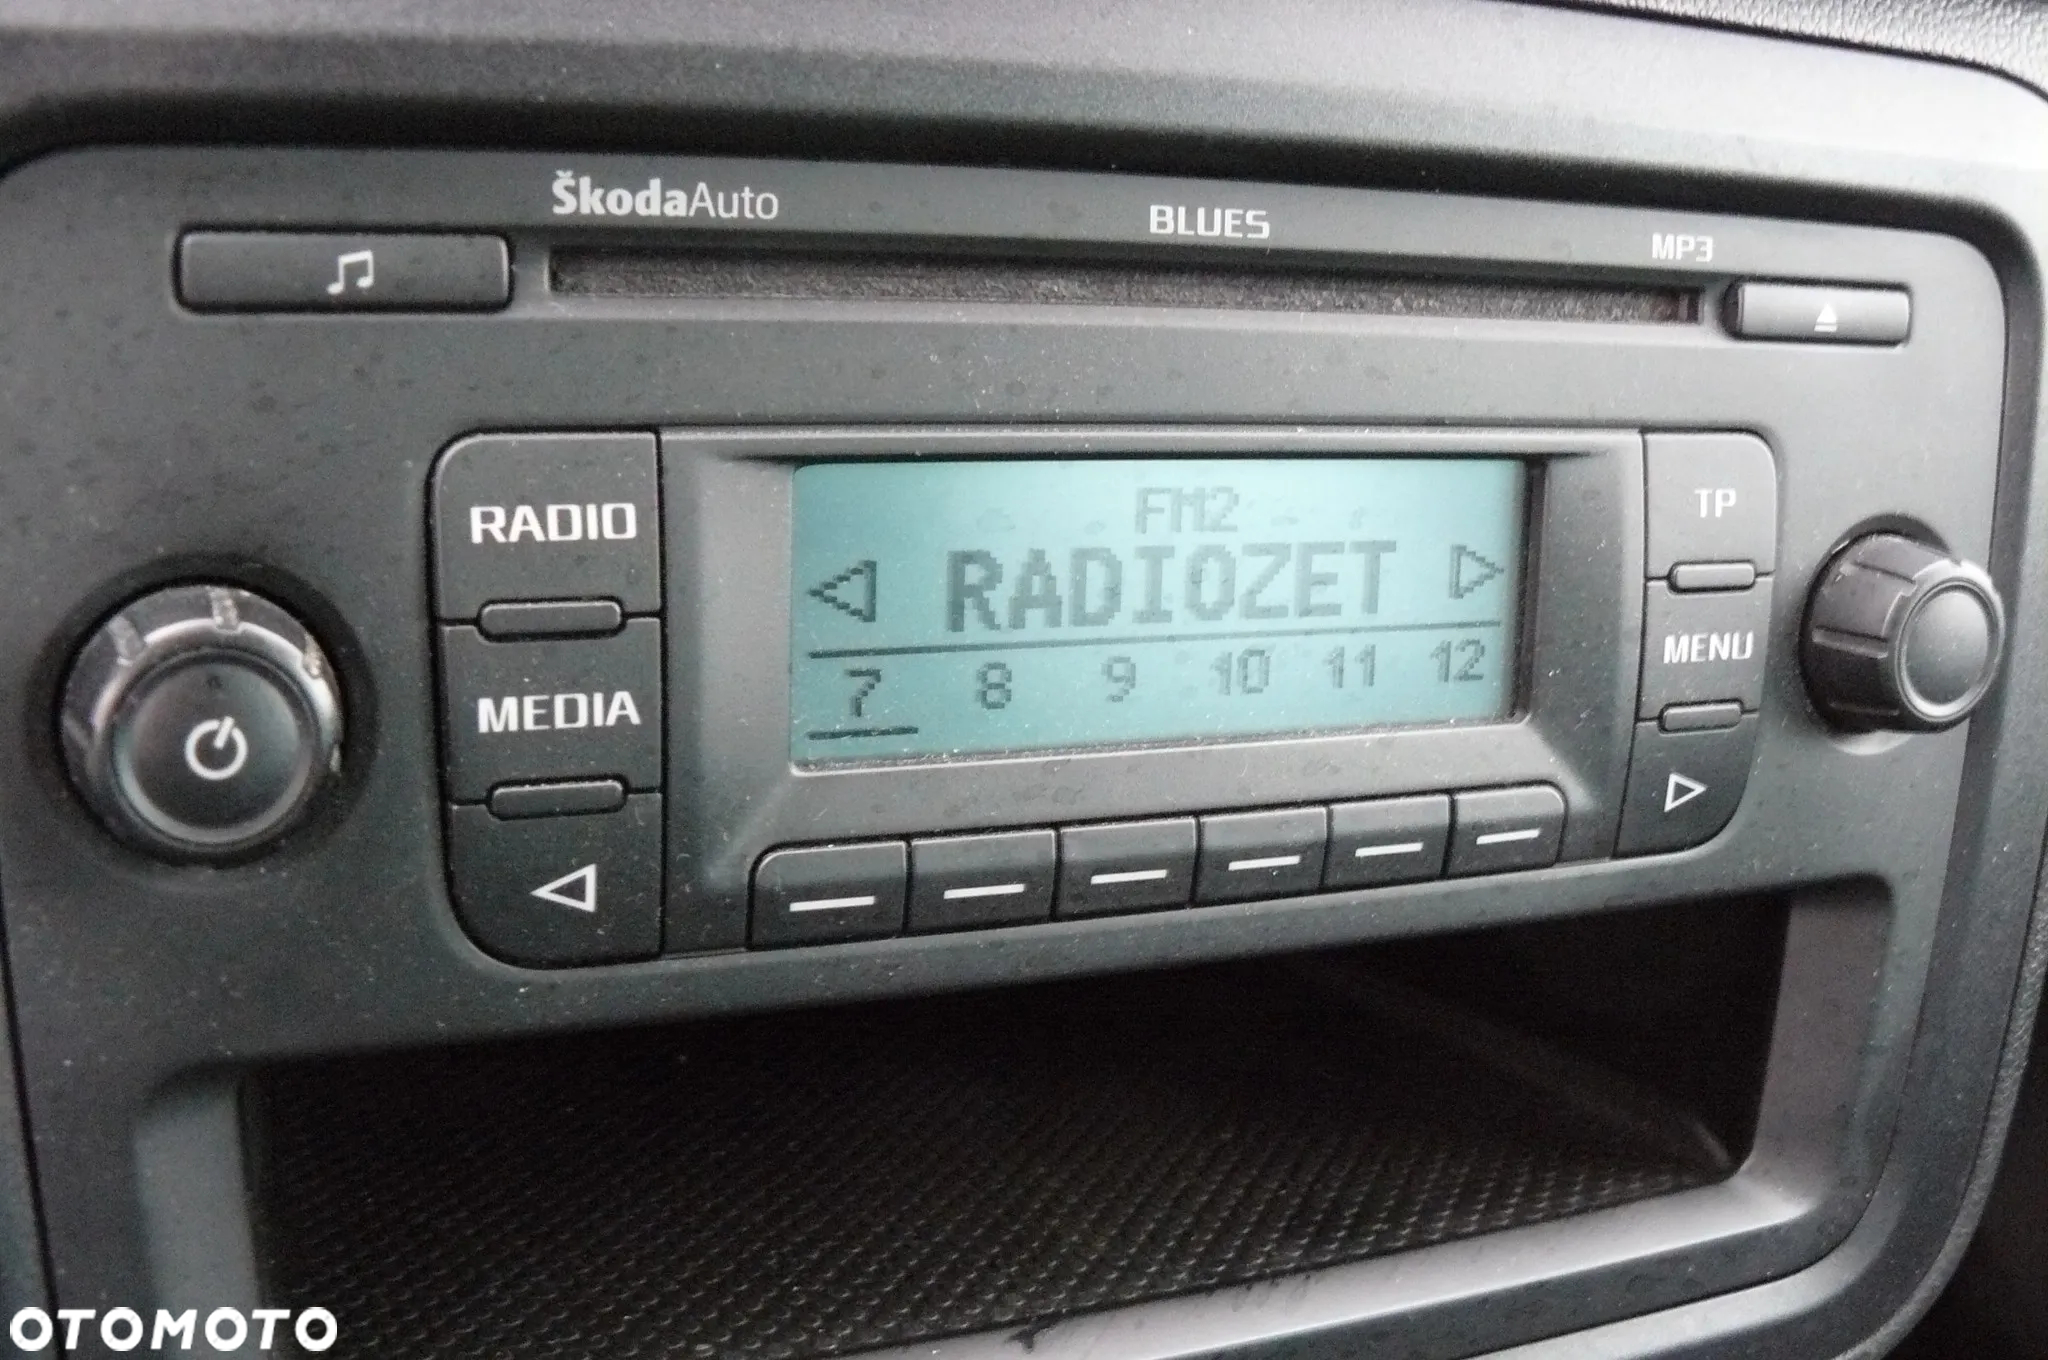 ŠkodaAuto
BLUES
MP3
RADIO
MEDIA
FM2
RADIOZET
7 8 9 10 11 12
TP
MENU
OTOMOTO